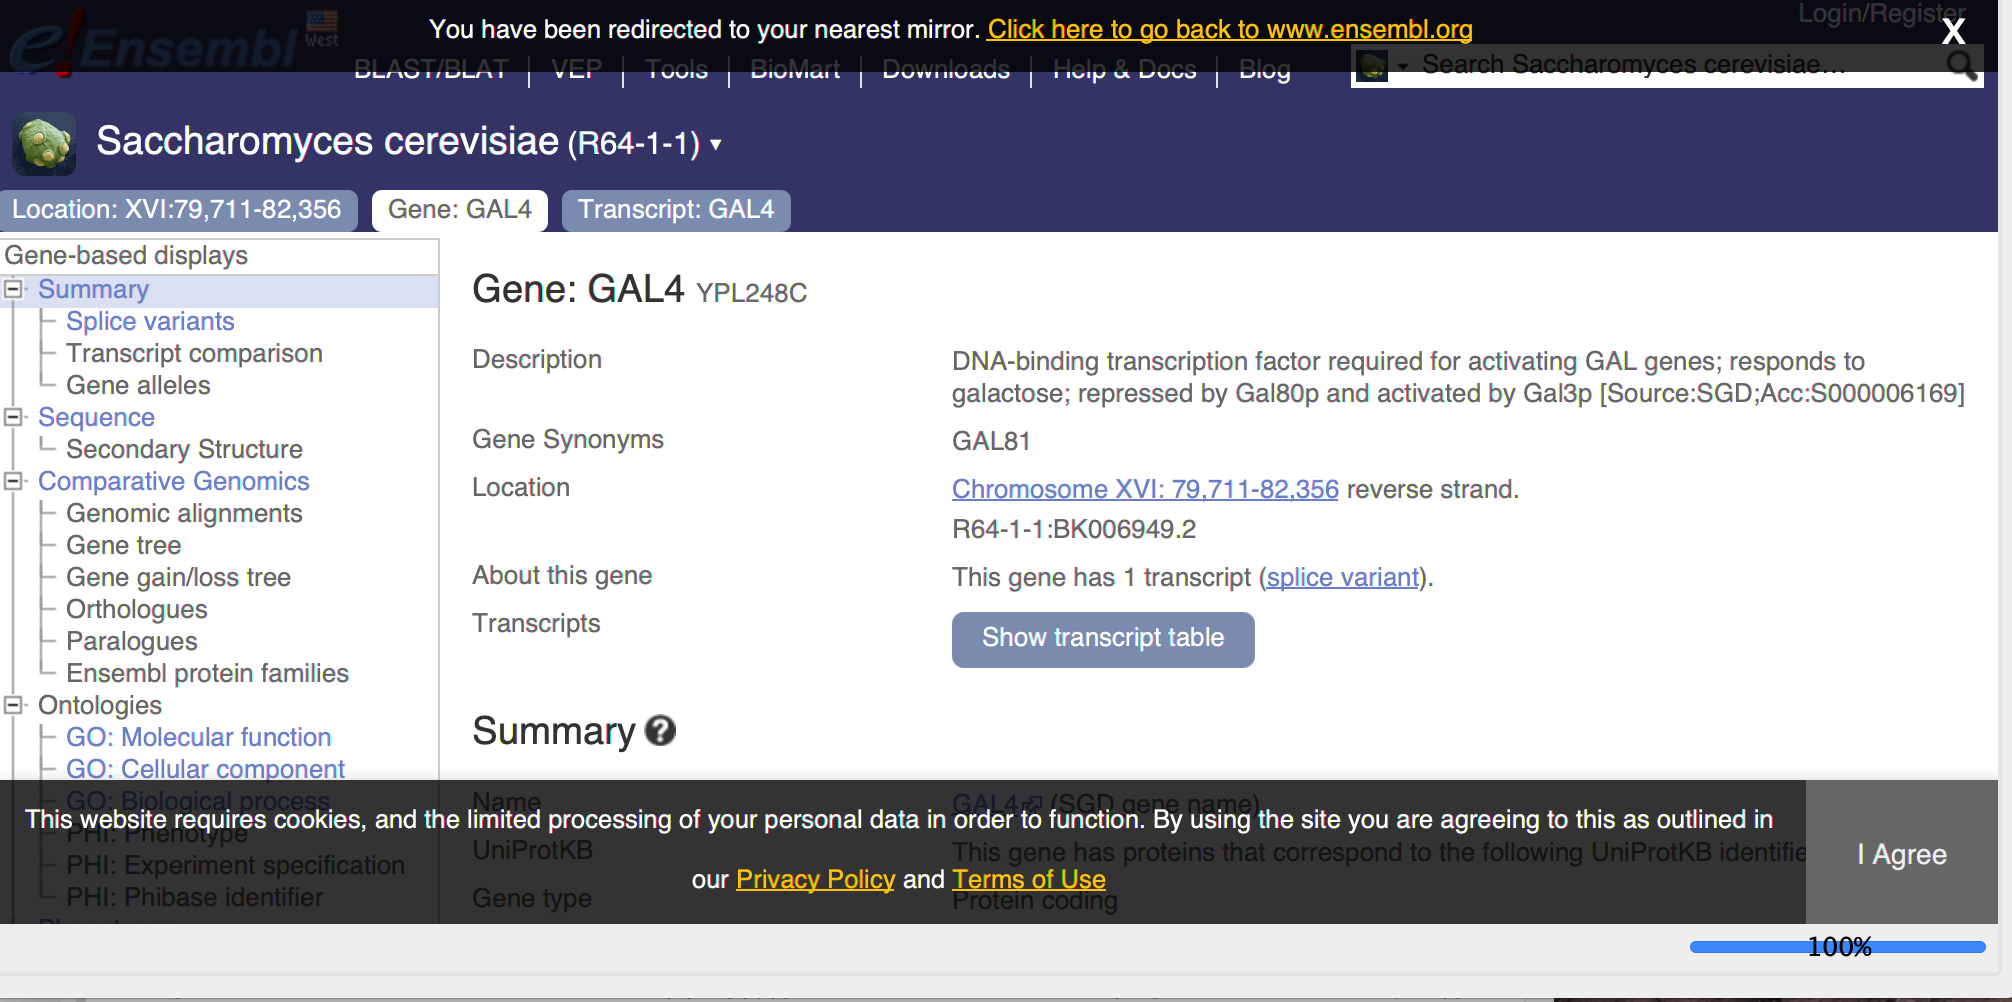 You have been redirected to your nearest mirror. Click here to go back to www.ensembl.org
X
Login/Register
e!Ensembl West
BLAST/BLAT | VEP | Tools | BioMart | Downloads | Help & Docs | Blog
Search Saccharomyces cerevisiae...
Saccharomyces cerevisiae (R64-1-1) ▾
Location: XVI:79,711-82,356
Gene: GAL4
Transcript: GAL4
Gene-based displays
Summary
Splice variants
Transcript comparison
Gene alleles
Sequence
Secondary Structure
Comparative Genomics
Genomic alignments
Gene tree
Gene gain/loss tree
Orthologues
Paralogues
Ensembl protein families
Ontologies
GO: Molecular function
GO: Cellular component
GO: Biological process
PHI: Phenotype
PHI: Experiment specification
PHI: Phibase identifier
Gene: GAL4 YPL248C
Description
DNA-binding transcription factor required for activating GAL genes; responds to
galactose; repressed by Gal80p and activated by Gal3p [Source:SGD;Acc:S000006169]
Gene Synonyms
GAL81
Location
Chromosome XVI: 79,711-82,356 reverse strand.
R64-1-1:BK006949.2
About this gene
This gene has 1 transcript (splice variant).
Transcripts
Show transcript table
Summary ?
Name
GAL4 (SGD gene name)
UniProtKB
This gene has proteins that correspond to the following UniProtKB identifie
Gene type
Protein coding
This website requires cookies, and the limited processing of your personal data in order to function. By using the site you are agreeing to this as outlined in
our Privacy Policy and Terms of Use
I Agree
100%